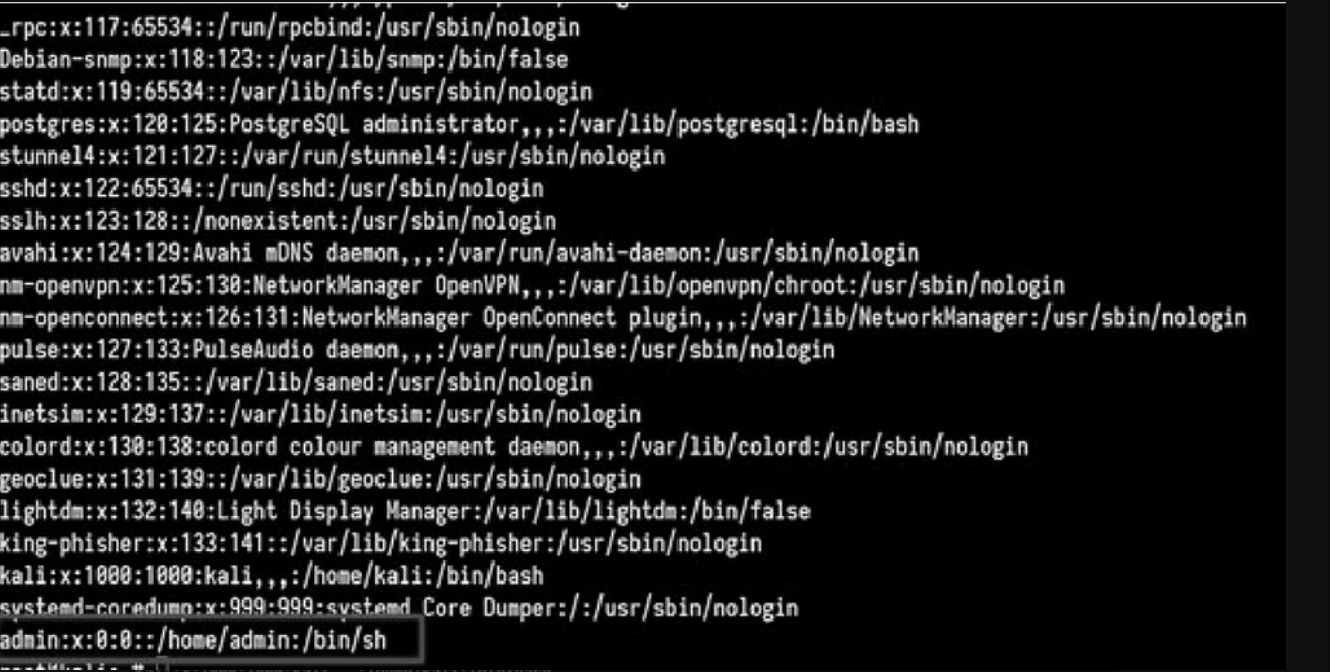 _rpc:x:117:65534::/run/rpcbind:/usr/sbin/nologin
Debian-snmp:x:118:123::/var/lib/snmp:/bin/false
statd:x:119:65534::/var/lib/nfs:/usr/sbin/nologin
postgres:x:120:125:PostgreSQL administrator,,,:/var/lib/postgresql:/bin/bash
stunnel4:x:121:127::/var/run/stunnel4:/usr/sbin/nologin
sshd:x:122:65534::/run/sshd:/usr/sbin/nologin
sslh:x:123:128::/nonexistent:/usr/sbin/nologin
avahi:x:124:129:Avahi mDNS daemon,,,:/var/run/avahi-daemon:/usr/sbin/nologin
nm-openvpn:x:125:130:NetworkManager OpenVPN,,,:/var/lib/openvpn/chroot:/usr/sbin/nologin
nm-openconnect:x:126:131:NetworkManager OpenConnect plugin,,,:/var/lib/NetworkManager:/usr/sbin/nologin
pulse:x:127:133:PulseAudio daemon,,,:/var/run/pulse:/usr/sbin/nologin
saned:x:128:135::/var/lib/saned:/usr/sbin/nologin
inetsim:x:129:137::/var/lib/inetsim:/usr/sbin/nologin
colord:x:130:138:colord colour management daemon,,,:/var/lib/colord:/usr/sbin/nologin
geoclue:x:131:139::/var/lib/geoclue:/usr/sbin/nologin
lightdm:x:132:140:Light Display Manager:/var/lib/lightdm:/bin/false
king-phisher:x:133:141::/var/lib/king-phisher:/usr/sbin/nologin
kali:x:1000:1000:kali,,,:/home/kali:/bin/bash
systemd-coredump:x:999:999:systemd Core Dumper:/:/usr/sbin/nologin
admin:x:0:0::/home/admin:/bin/sh